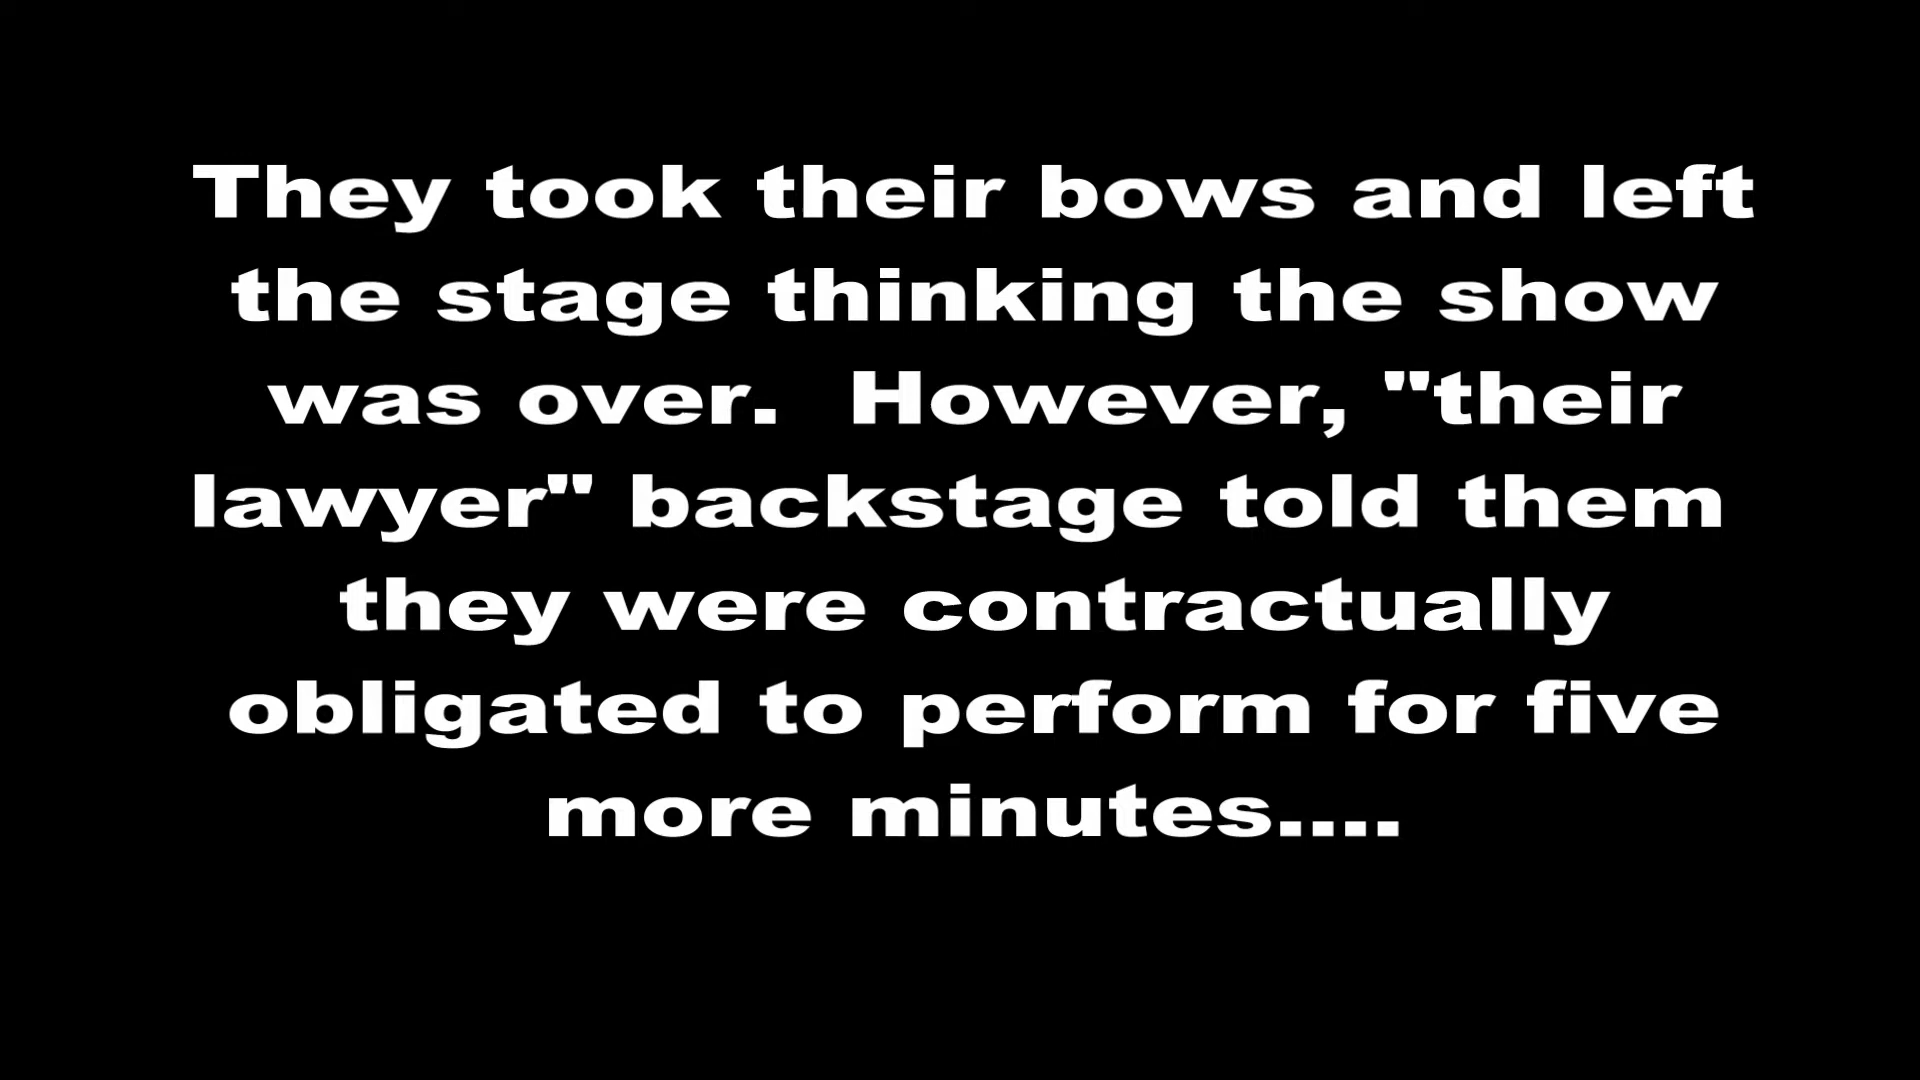 They took their bows and left
the stage thinking the show
was over.  However, "their
lawyer" backstage told them
they were contractually
obligated to perform for five
more minutes....